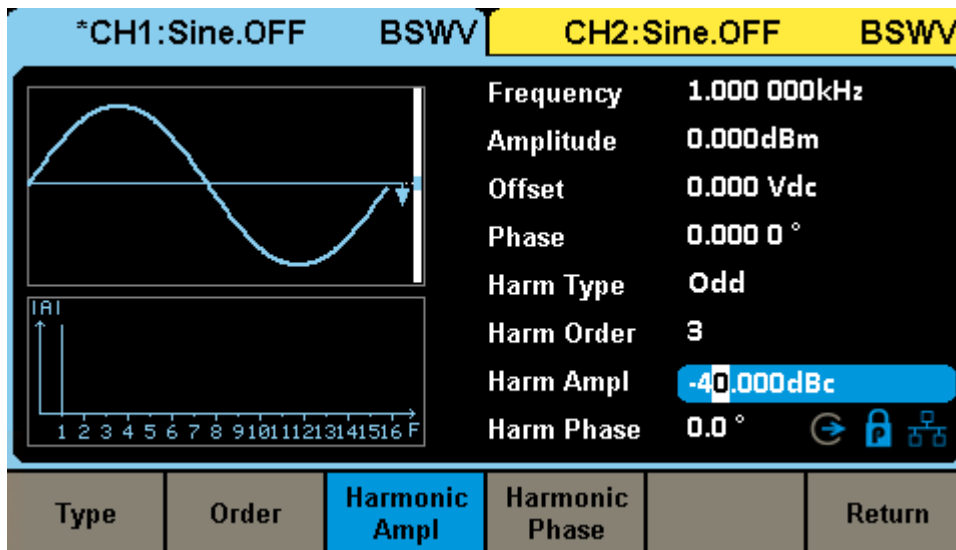 *CH1:Sine.OFF BSWV CH2:Sine.OFF BSWV
Frequency 1.000 000kHz
Amplitude 0.000dBm
Offset 0.000 Vdc
Phase 0.000 0 °
Harm Type Odd
|A|
Harm Order 3
Harm Ampl -40.000dBc
1 2 3 4 5 6 7 8 9 10 11 12 13 14 15 16 F
Harm Phase 0.0 °
P
Type Order Harmonic Ampl Harmonic Phase Return